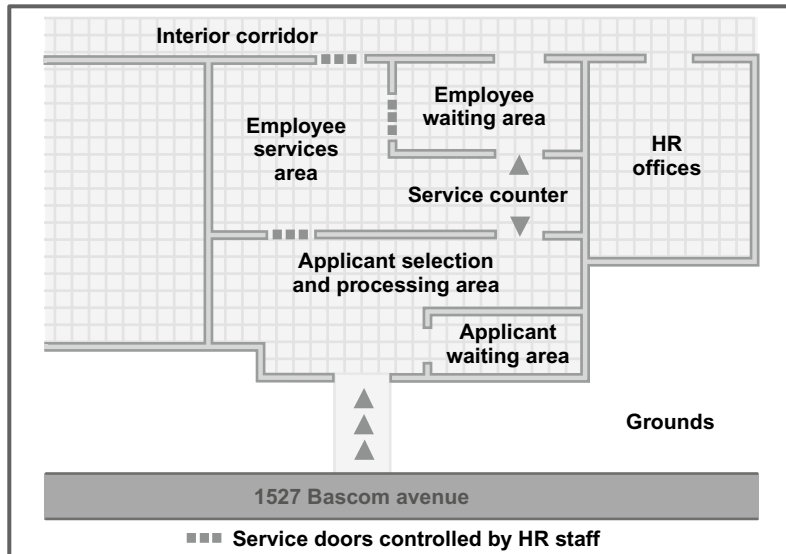 Interior corridor
Employee
waiting area
Employee
services
area
HR
offices
Service counter
Applicant selection
and processing area
Applicant
waiting area
Grounds
1527 Bascom avenue
Service doors controlled by HR staff